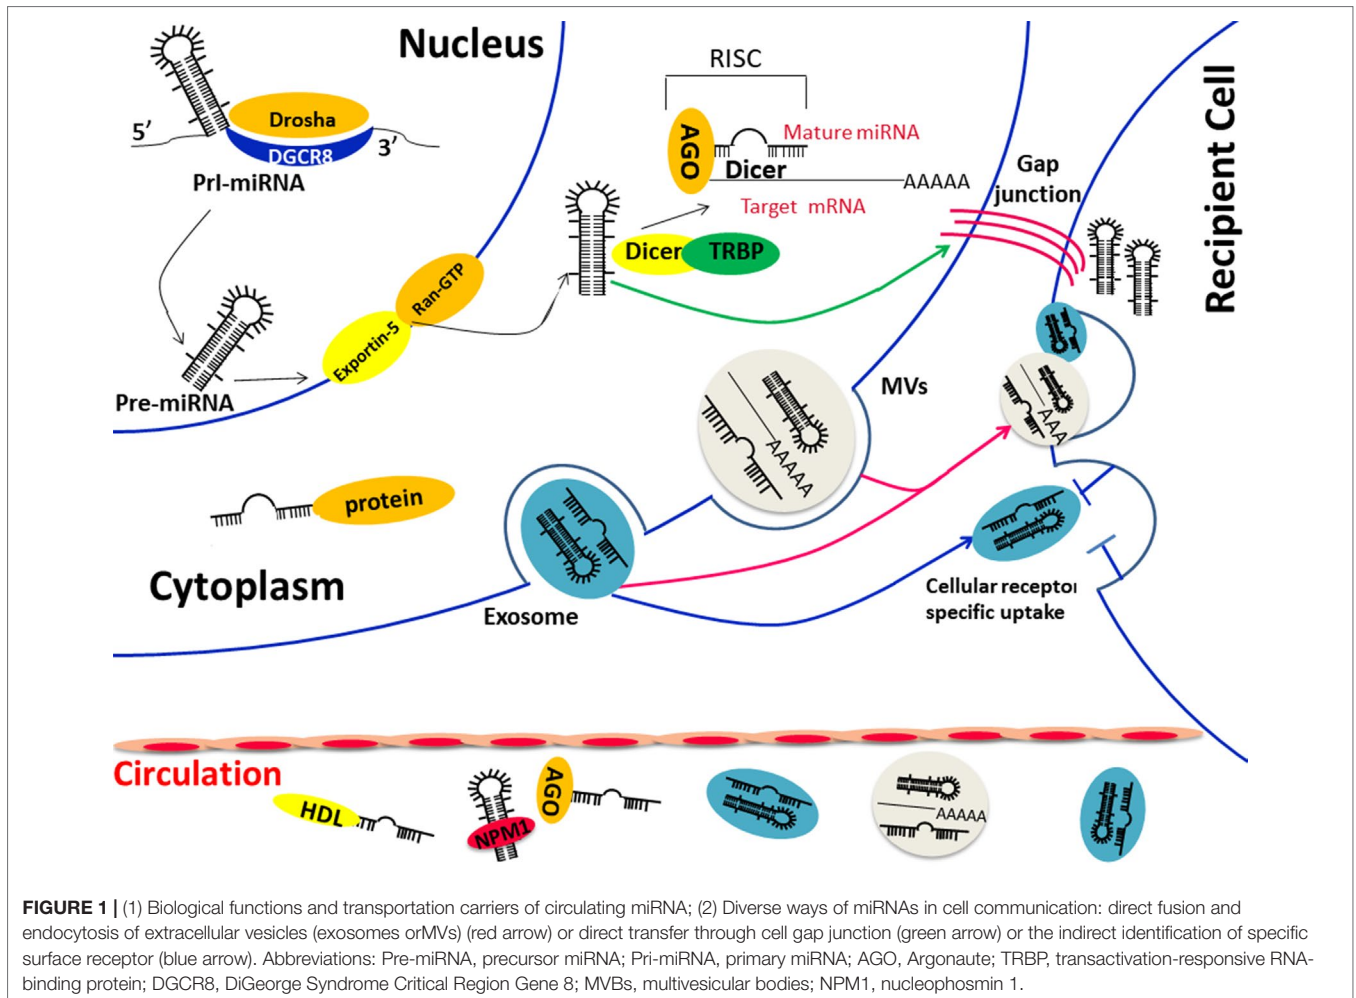 Nucleus
RISC
Drosha
DGCR8
5’
3’
PrI-miRNA
AGO
Mature miRNA
Dicer
AAAAA
Target mRNA
Gap
junction
Recipient Cell
Dicer
TRBP
Ran-GTP
Exportin-5
Pre-miRNA
MVs
AAAAA
AAA
protein
Cytoplasm
Exosome
Cellular recepto
specific uptake
Circulation
HDL
NPM1
AGO
AAAAA
FIGURE 1 | (1) Biological functions and transportation carriers of circulating miRNA; (2) Diverse ways of miRNAs in cell communication: direct fusion and
endocytosis of extracellular vesicles (exosomes orMVs) (red arrow) or direct transfer through cell gap junction (green arrow) or the indirect identification of specific
surface receptor (blue arrow). Abbreviations: Pre-miRNA, precursor miRNA; Pri-miRNA, primary miRNA; AGO, Argonaute; TRBP, transactivation-responsive RNA-
binding protein; DGCR8, DiGeorge Syndrome Critical Region Gene 8; MVBs, multivesicular bodies; NPM1, nucleophosmin 1.